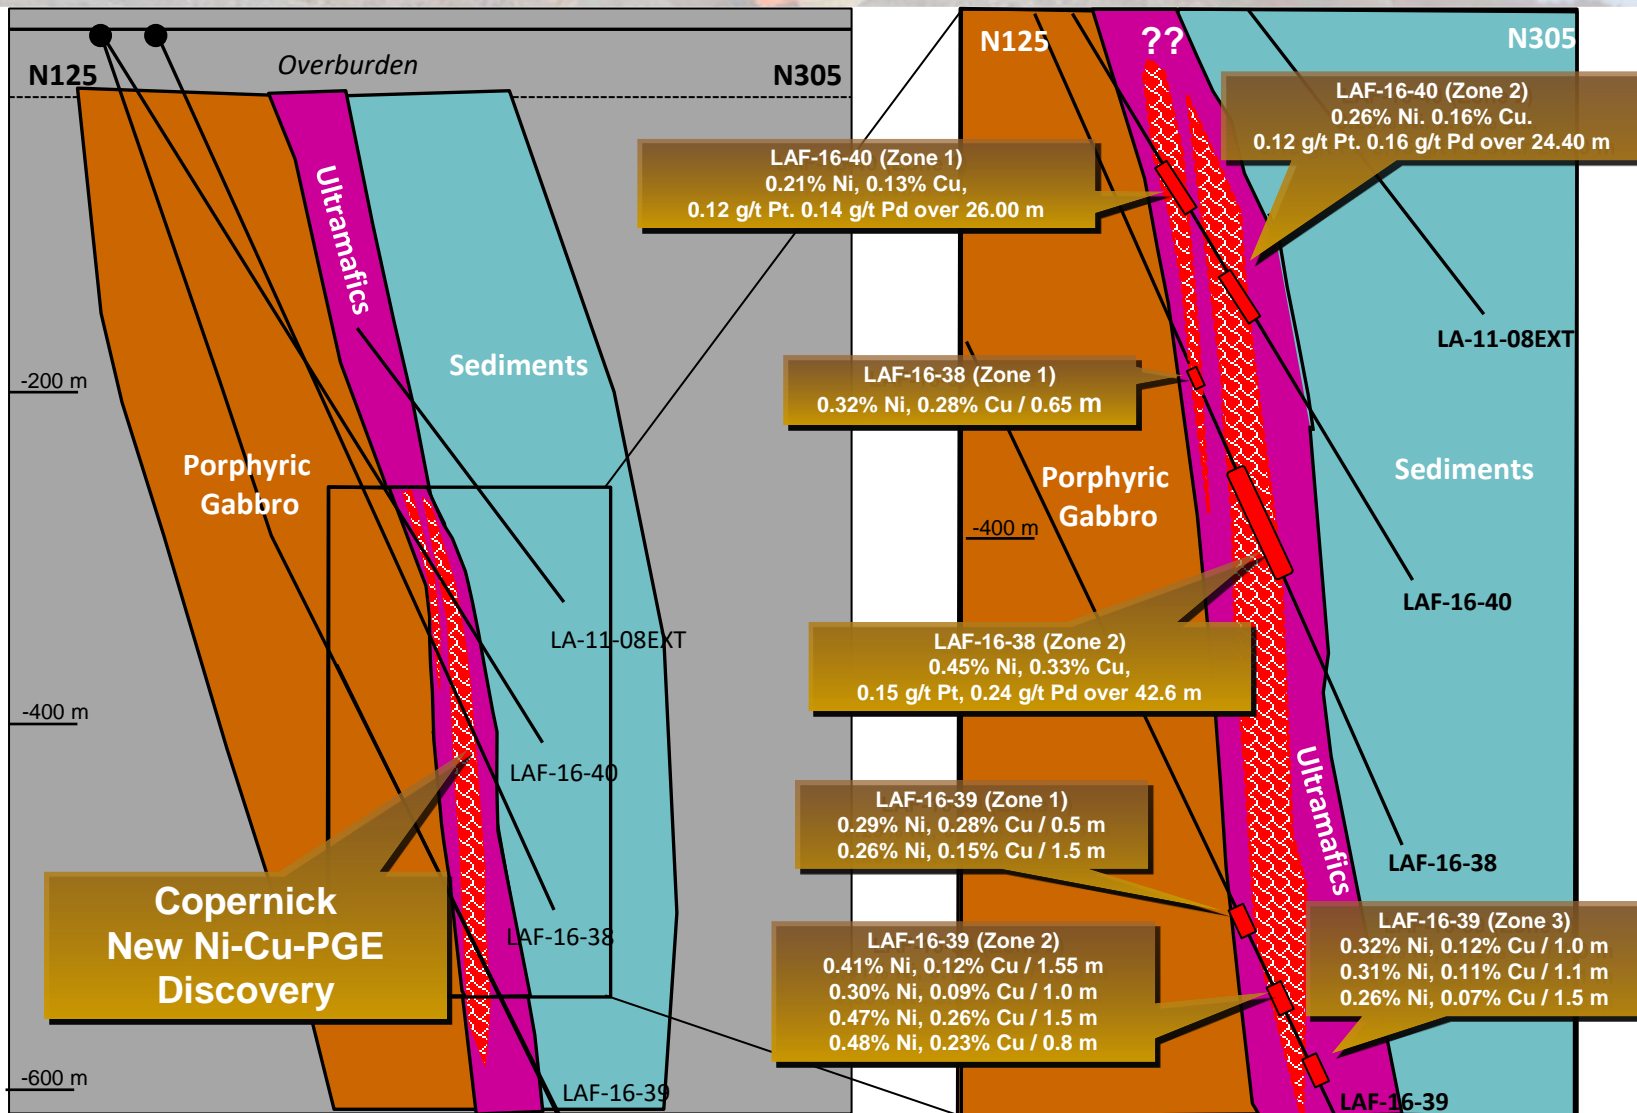 N125
Overburden
N305
Ultramafics
Sediments
-200 m
Porphyric
Gabbro
LA-11-08EXT
-400 m
LAF-16-40
Copernick
New Ni-Cu-PGE
Discovery
LAF-16-38
-600 m
LAF-16-39
N125
??
N305
LAF-16-40 (Zone 2)
0.26% Ni. 0.16% Cu.
0.12 g/t Pt. 0.16 g/t Pd over 24.40 m
LAF-16-40 (Zone 1)
0.21% Ni, 0.13% Cu,
0.12 g/t Pt. 0.14 g/t Pd over 26.00 m
LA-11-08EXT
LAF-16-38 (Zone 1)
0.32% Ni, 0.28% Cu / 0.65 m
Porphyric
Gabbro
Sediments
-400 m
LAF-16-40
LAF-16-38 (Zone 2)
0.45% Ni, 0.33% Cu,
0.15 g/t Pt, 0.24 g/t Pd over 42.6 m
Ultramafics
LAF-16-39 (Zone 1)
0.29% Ni, 0.28% Cu / 0.5 m
0.26% Ni, 0.15% Cu / 1.5 m
LAF-16-38
LAF-16-39 (Zone 2)
0.41% Ni, 0.12% Cu / 1.55 m
0.30% Ni, 0.09% Cu / 1.0 m
0.47% Ni, 0.26% Cu / 1.5 m
0.48% Ni, 0.23% Cu / 0.8 m
LAF-16-39 (Zone 3)
0.32% Ni, 0.12% Cu / 1.0 m
0.31% Ni, 0.11% Cu / 1.1 m
0.26% Ni, 0.07% Cu / 1.5 m
LAF-16-39